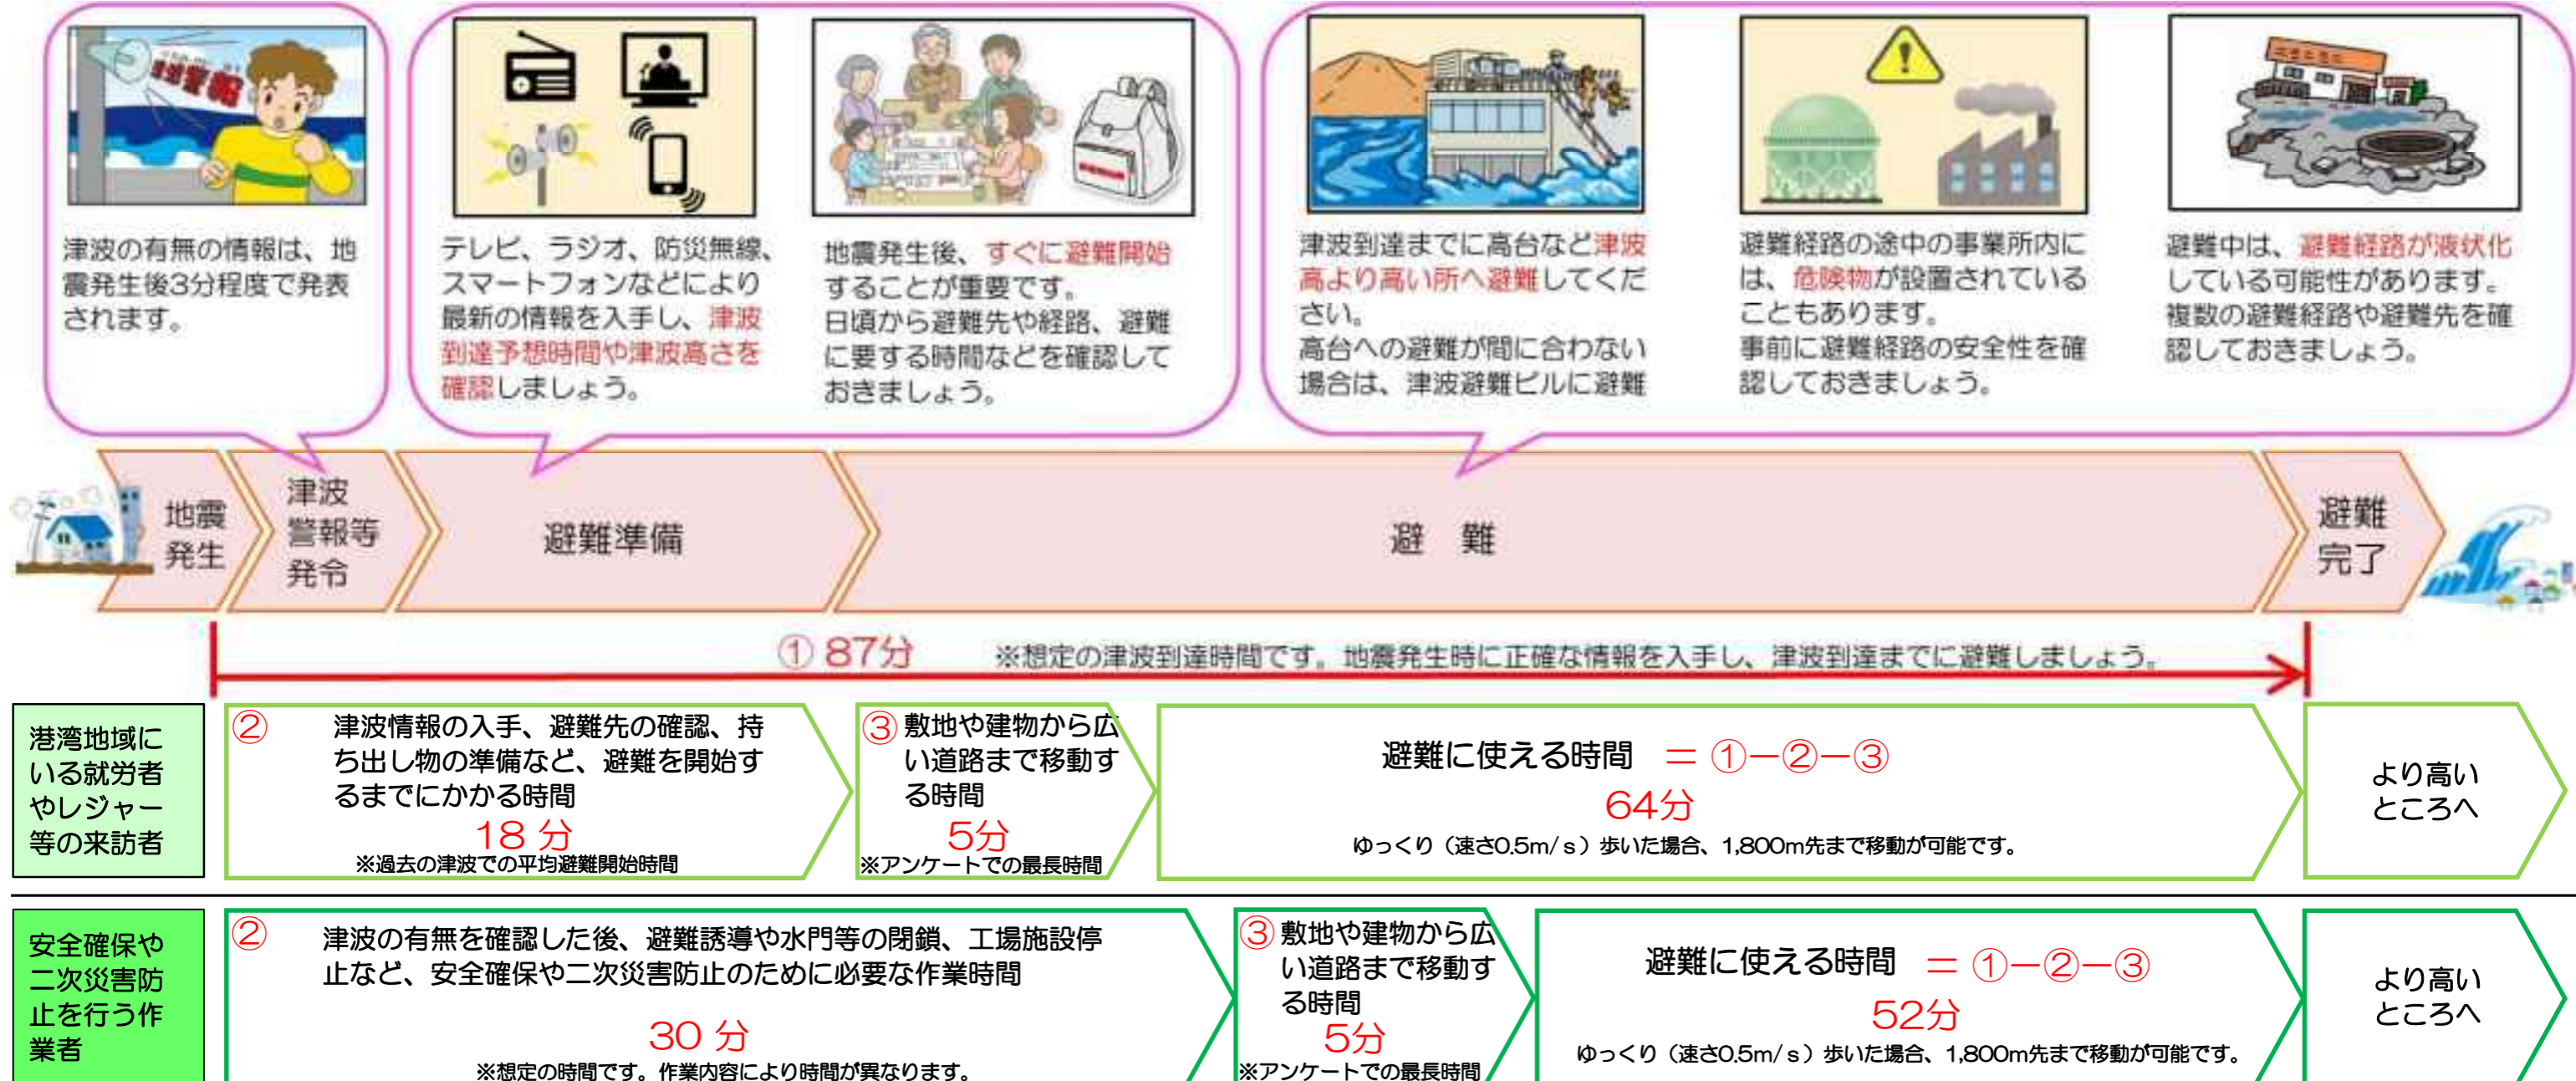 津波警報
津波の有無の情報は、地
震発生後3分程度で発表
されます。
テレビ、ラジオ、防災無線、
スマートフォンなどにより
最新の情報を入手し、津波
到達予想時間や津波高さを
確認しましょう。
地震発生後、すぐに避難開始
することが重要です。
日頃から避難先や経路、避難
に要する時間などを確認して
おきましょう。
津波到達までに高台など津波
高より高い所へ避難してくだ
さい。
高台への避難が間に合わない
場合は、津波避難ビルに避難
避難経路の途中の事業所内に
は、危険物が設置されている
こともあります。
事前に避難経路の安全性を確
認しておきましょう。
避難中は、避難経路が液状化
している可能性があります。
複数の避難経路や避難先を確
認しておきましょう。
地震
発生
津波
警報等
発令
避難準備
避 難
避難
完了
① 87分 ※想定の津波到達時間です。地震発生時に正確な情報を入手し、津波到達までに避難しましょう。
港湾地域に
いる就労者
やレジャー
等の来訪者
② 津波情報の入手、避難先の確認、持
ち出し物の準備など、避難を開始す
るまでにかかる時間
18 分
※過去の津波での平均避難開始時間
③ 敷地や建物から広
い道路まで移動す
る時間
5分
※アンケートでの最長時間
避難に使える時間 = ①-②-③
64分
ゆっくり（速さ0.5m/s）歩いた場合、1,800m先まで移動が可能です。
より高い
ところへ
安全確保や
二次災害防
止を行う作
業者
② 津波の有無を確認した後、避難誘導や水門等の閉鎖、工場施設停
止など、安全確保や二次災害防止のために必要な作業時間
30 分
※想定の時間です。作業内容により時間が異なります。
③ 敷地や建物から広
い道路まで移動す
る時間
5分
※アンケートでの最長時間
避難に使える時間 = ①-②-③
52分
ゆっくり（速さ0.5m/s）歩いた場合、1,800m先まで移動が可能です。
より高い
ところへ